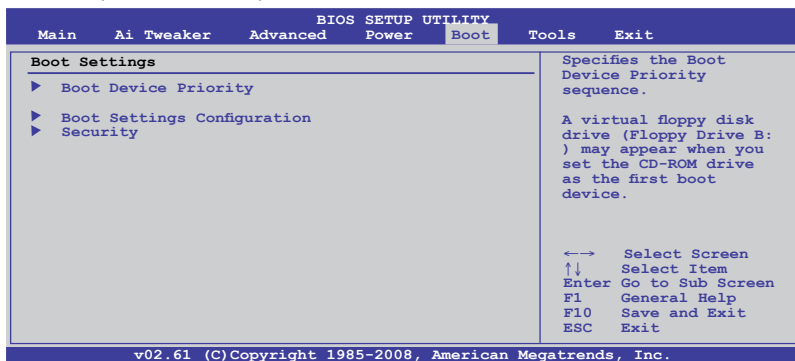 BIOS SETUP UTILITY
Main Ai Tweaker Advanced Power Boot Tools Exit
Boot Settings
Boot Device Priority
Boot Settings Configuration
Security
Specifies the Boot
Device Priority
sequence.
A virtual floppy disk
drive (Floppy Drive B:
) may appear when you
set the CD-ROM drive
as the first boot
device.
←→ Select Screen
↑↓ Select Item
Enter Go to Sub Screen
F1 General Help
F10 Save and Exit
ESC Exit
v02.61 (C)Copyright 1985-2008, American Megatrends, Inc.